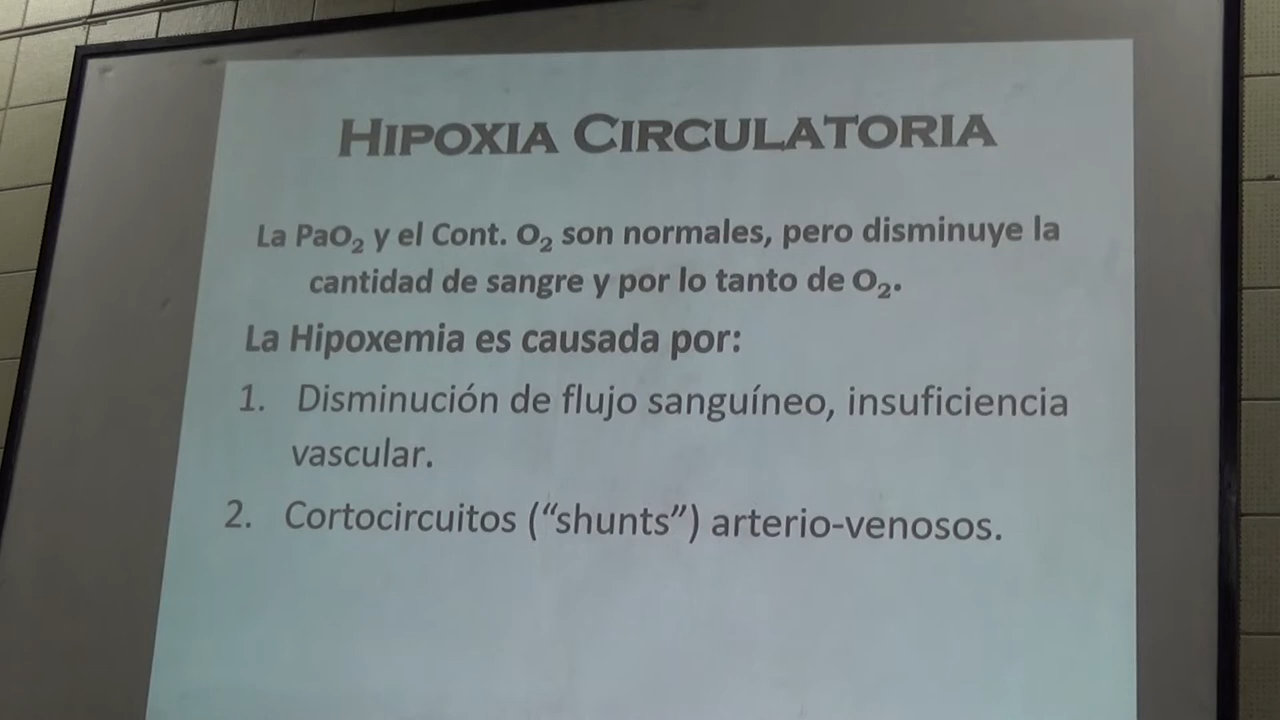 HIPOXIA CIRCULATORIA
La PaO₂ y el Cont. O₂ son normales, pero disminuye la
cantidad de sangre y por lo tanto de O₂.
La Hipoxemia es causada por:
1. Disminución de flujo sanguíneo, insuficiencia
vascular.
2. Cortocircuitos (“shunts”) arterio-venosos.